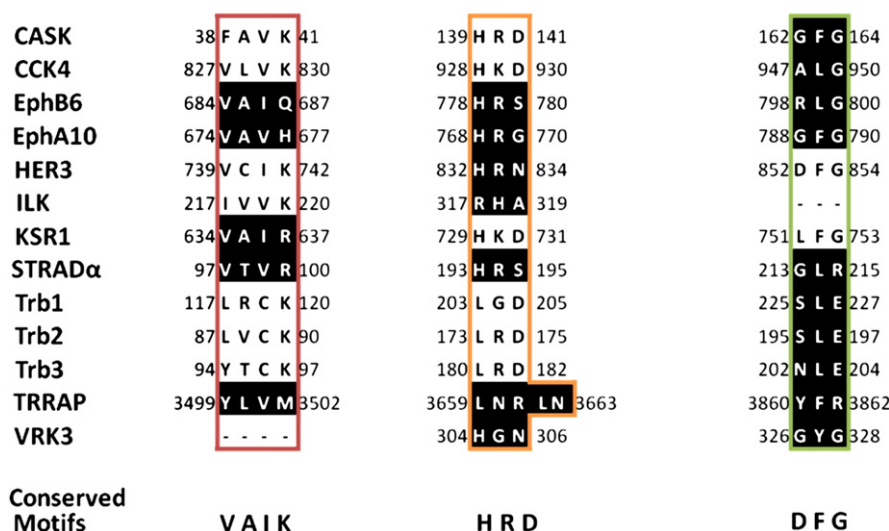 CASK 38 F A V K 41 139 H R D 141 162 G F G 164
CCK4 827 V L V K 830 928 H K D 930 947 A L G 950
EphB6 684 V A I Q 687 778 H R S 780 798 R L G 800
EphA10 674 V A V H 677 768 H R G 770 788 G F G 790
HER3 739 V C I K 742 832 H R N 834 852 D F G 854
ILK 217 I V V K 220 317 R H A 319 - - -
KSR1 634 V A I R 637 729 H K D 731 751 L F G 753
STRADα 97 V T V R 100 193 H R S 195 213 G L R 215
Trb1 117 L R C K 120 203 L G D 205 225 S L E 227
Trb2 87 L V C K 90 173 L R D 175 195 S L E 197
Trb3 94 Y T C K 97 180 L R D 182 202 N L E 204
TRRAP 3499 Y L V M 3502 3659 L N R L N 3663 3860 Y F R 3862
VRK3 - - - - 304 H G N 306 326 G Y G 328
Conserved
Motifs V A I K H R D D F G